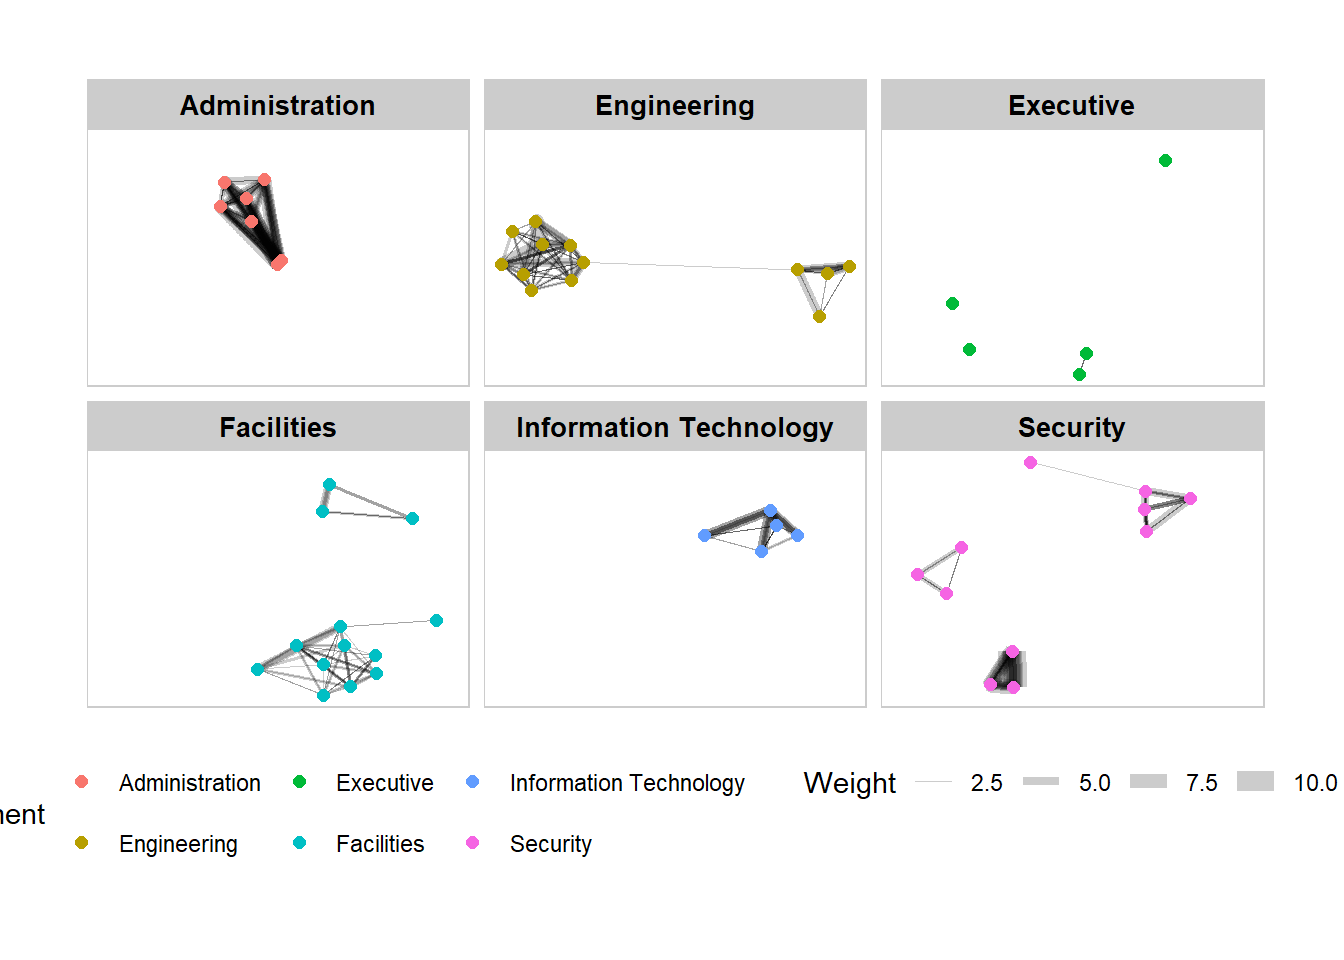 Administration
Engineering
Executive
Facilities
Information Technology
Security
Administration
Executive
Information Technology
Weight
2.5
5.0
7.5
10.0
Engineering
Facilities
Security